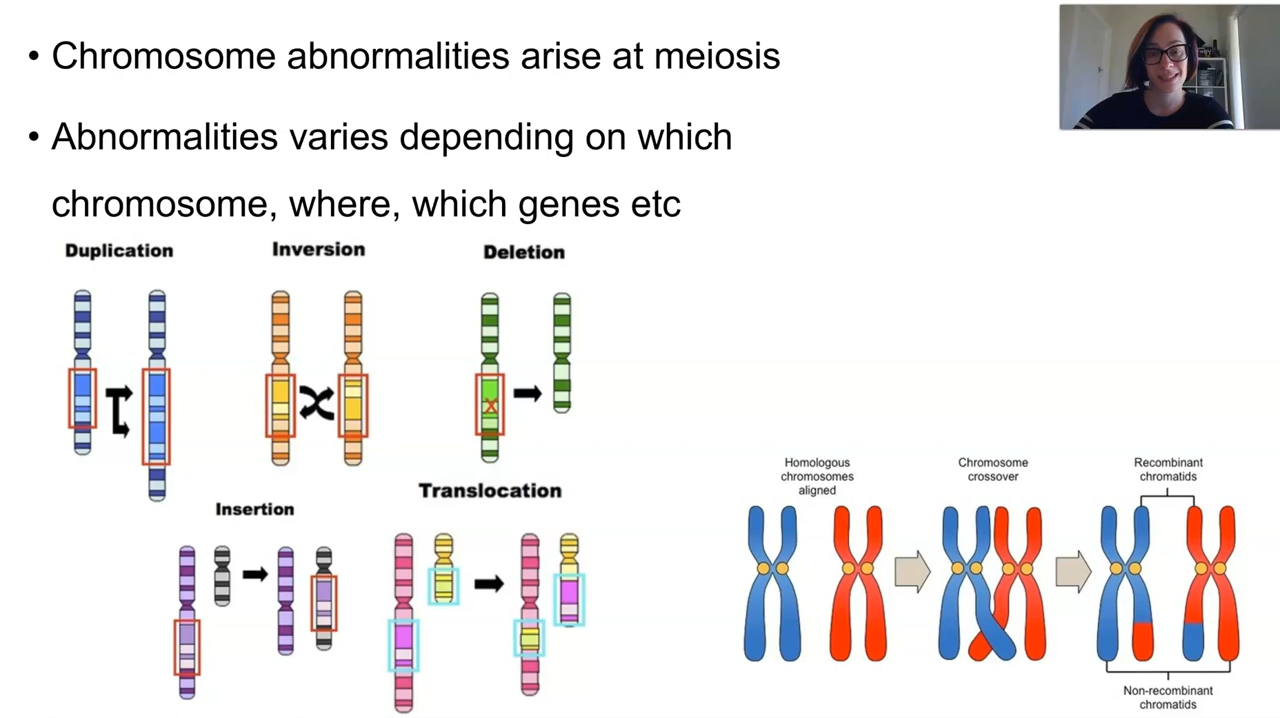 • Chromosome abnormalities arise at meiosis
• Abnormalities varies depending on which
chromosome, where, which genes etc
Duplication
Inversion
Deletion
Insertion
Translocation
Homologous
chromosomes
aligned
Chromosome
crossover
Recombinant
chromatids
Non-recombinant
chromatids